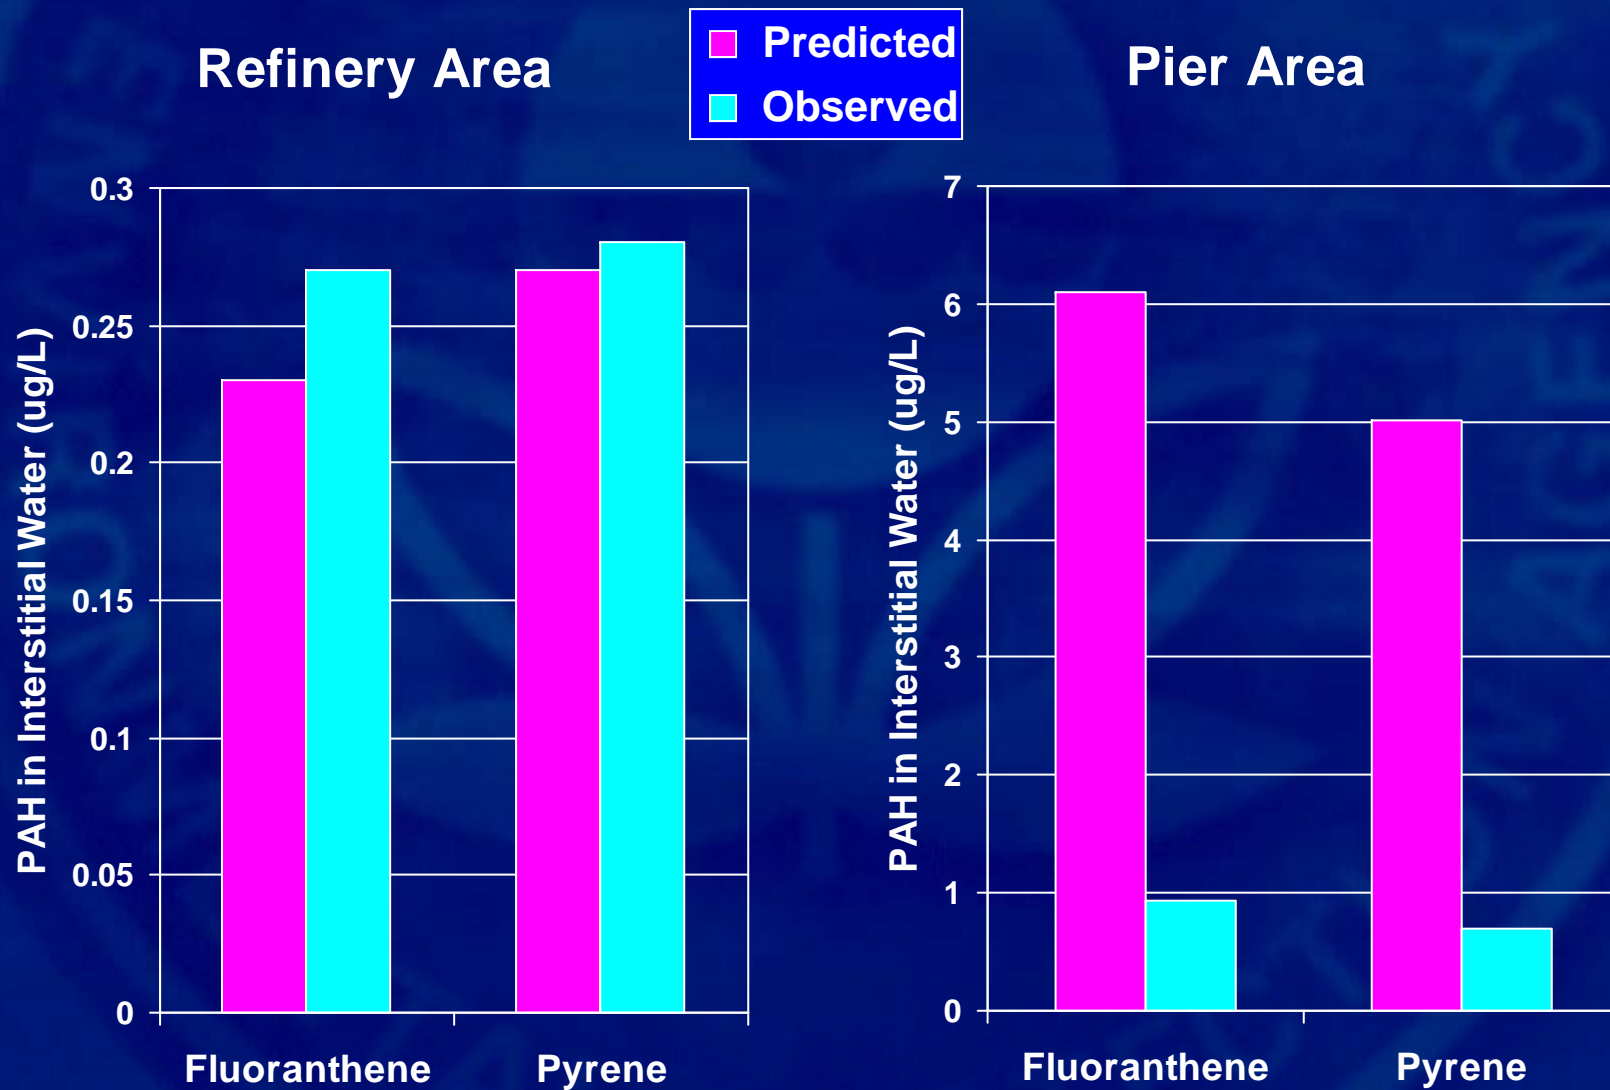 Refinery Area
Predicted
Observed
Pier Area
PAH in Interstitial Water (ug/L)
0.3
0.25
0.2
0.15
0.1
0.05
0
Fluoranthene
Pyrene
PAH in Interstitial Water (ug/L)
7
6
5
4
3
2
1
0
Fluoranthene
Pyrene
AGENCY